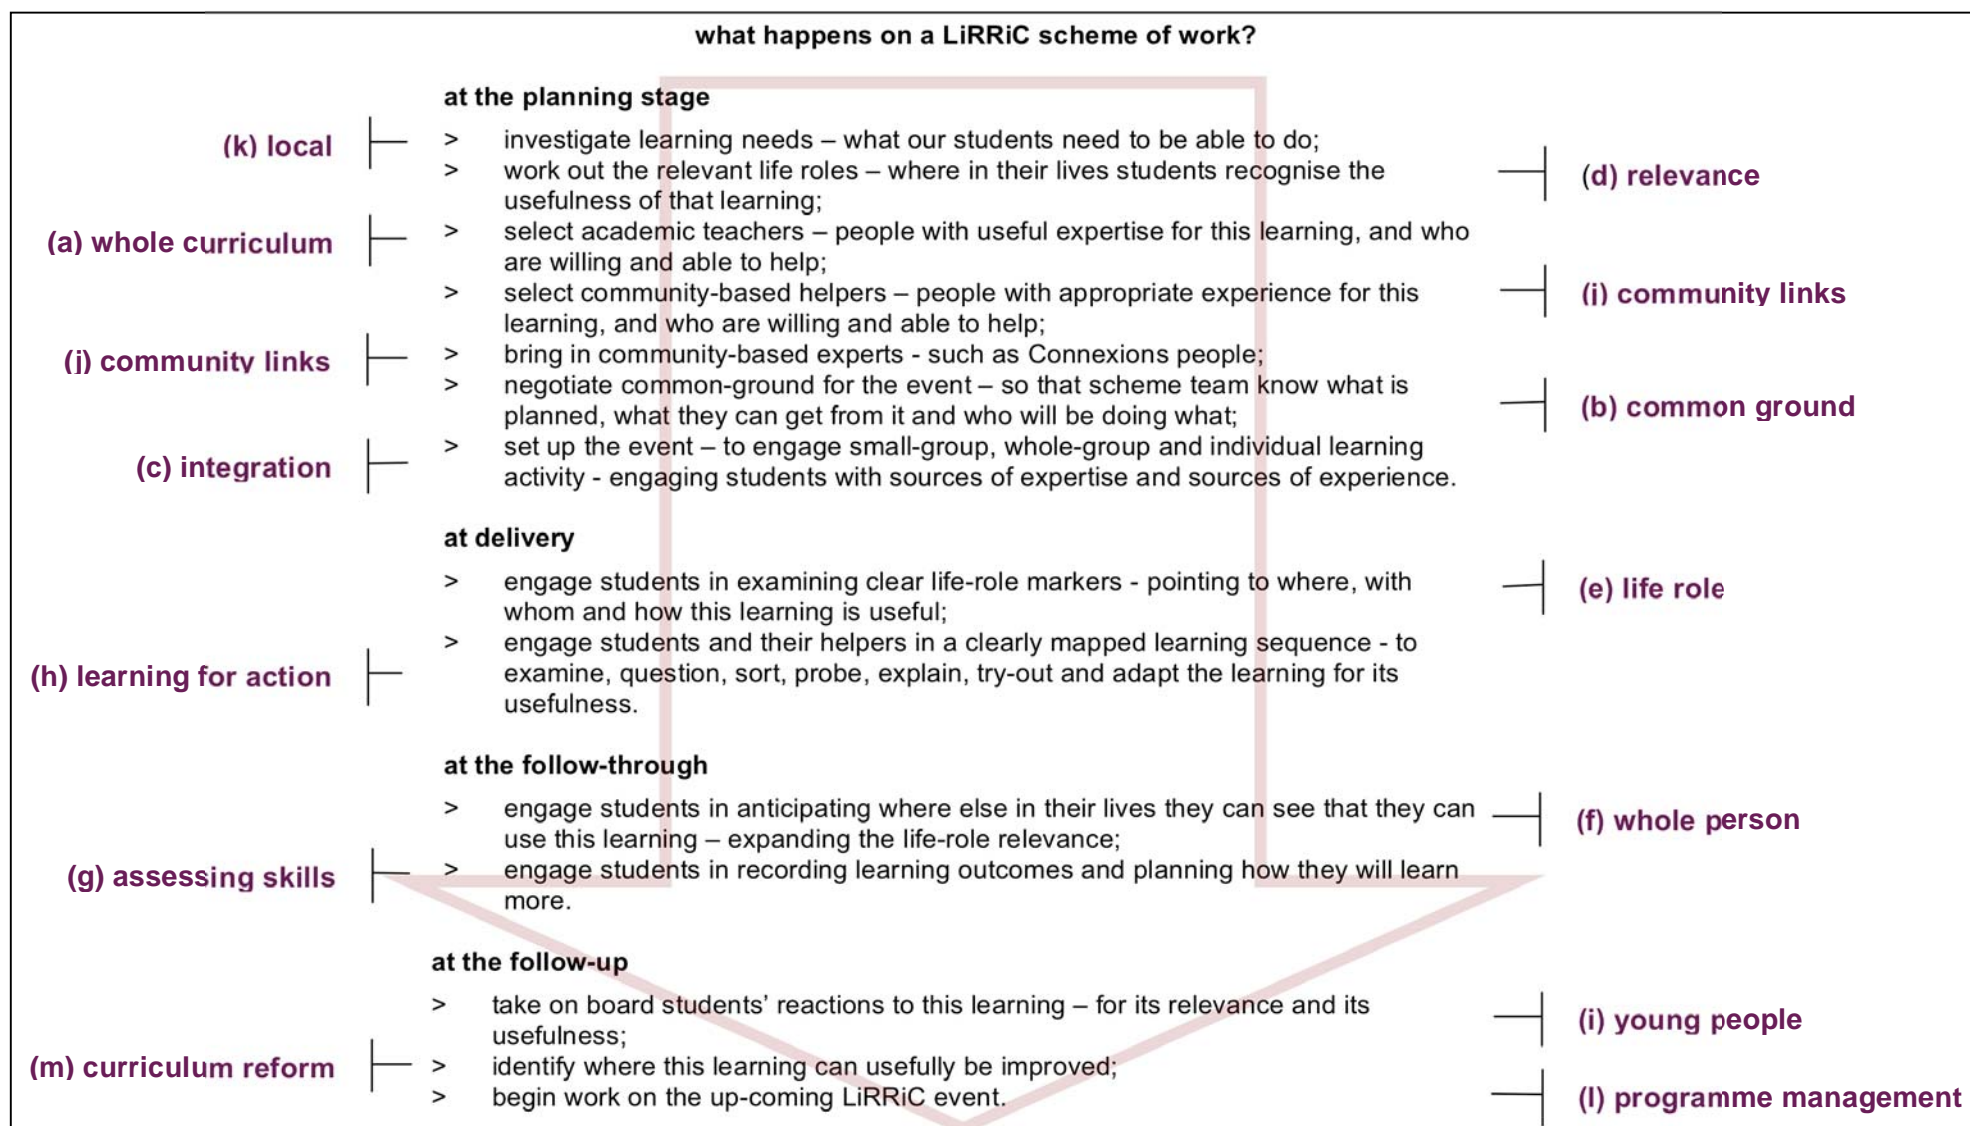 what happens on a LiRRiC scheme of work?
at the planning stage
(k) local
> investigate learning needs – what our students need to be able to do;
> work out the relevant life roles – where in their lives students recognise the
usefulness of that learning;
(d) relevance
(a) whole curriculum
> select academic teachers – people with useful expertise for this learning, and who
are willing and able to help;
> select community-based helpers – people with appropriate experience for this
learning, and who are willing and able to help;
(i) community links
(j) community links
> bring in community-based experts - such as Connexions people;
> negotiate common-ground for the event – so that scheme team know what is
planned, what they can get from it and who will be doing what;
(b) common ground
(c) integration
> set up the event – to engage small-group, whole-group and individual learning
activity - engaging students with sources of expertise and sources of experience.
at delivery
> engage students in examining clear life-role markers - pointing to where, with
whom and how this learning is useful;
(e) life role
> engage students and their helpers in a clearly mapped learning sequence - to
examine, question, sort, probe, explain, try-out and adapt the learning for its
usefulness.
(h) learning for action
at the follow-through
> engage students in anticipating where else in their lives they can see that they can
use this learning – expanding the life-role relevance;
(f) whole person
(g) assessing skills
> engage students in recording learning outcomes and planning how they will learn
more.
at the follow-up
> take on board students’ reactions to this learning – for its relevance and its
usefulness;
(i) young people
(m) curriculum reform
> identify where this learning can usefully be improved;
> begin work on the up-coming LiRRiC event.
(l) programme management